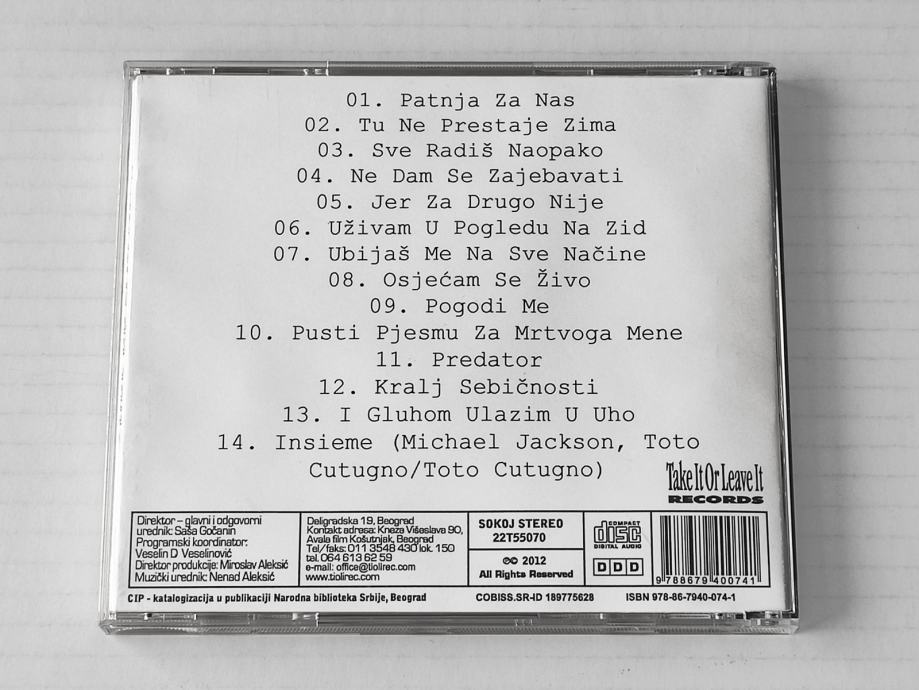 01. Patnja Za Nas
02. Tu Ne Prestaje Zima
03. Sve Radiš Naopako
04. Ne Dam Se Zajebavati
05. Jer Za Drugo Nije
06. Uživam U Pogledu Na Zid
07. Ubijaš Me Na Sve Načine
08. Osjećam Se Živo
09. Pogodi Me
10. Pusti Pjesmu Za Mrtvoga Mene
11. Predator
12. Kralj Sebičnosti
13. I Gluhom Ulazim U Uho
14. Insieme (Michael Jackson, Toto
Cutugno/Toto Cutugno)
Take It Or Leave It
RECORDS
Direktor – glavni i odgovorni
urednik: Saša Gočanin
Programski koordinator:
Veselin D Veselinović
Direktor produkcije: Miroslav Aleksić
Muzički urednik: Nenad Aleksić
Deligradska 19, Beograd
Kontakt adresa: Kneza Višeslava 90,
Avala film Košutnjak, Beograd
Tel/faks: 011 3548 430 lok. 150
tel. 064 613 62 59
e-mail: office@tiolirec.com
www.tiolirec.com
SOKOJ STEREO
22T55070
℗© 2012
All Rights Reserved
COMPACT
disc
DIGITAL AUDIO
DDD
9 788679 400741
CIP - katalogizacija u publikaciji Narodna biblioteka Srbije, Beograd
COBISS.SR-ID 189775628
ISBN 978-86-7940-074-1